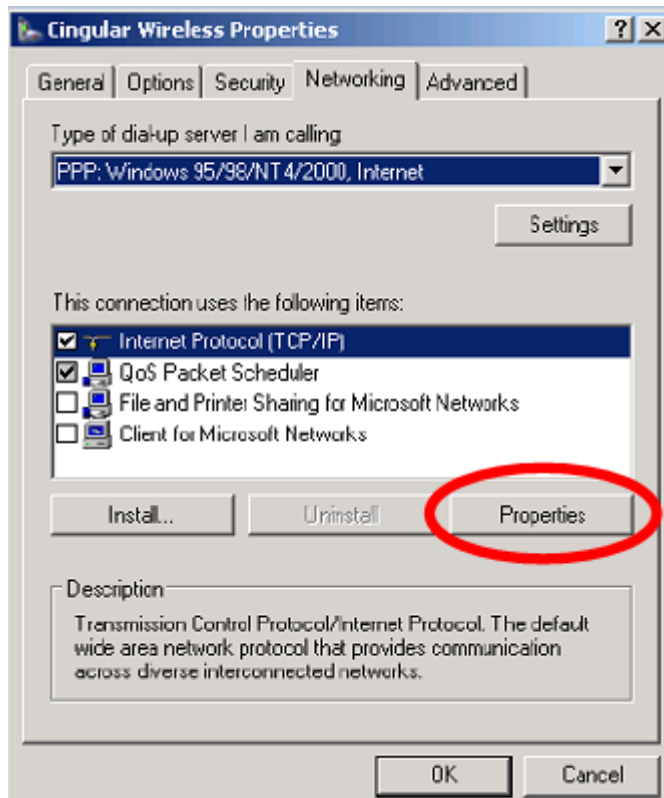 Cingular Wireless Properties
General Options Security Networking Advanced
Type of dial-up server I am calling:
PPP: Windows 95/98/NT4/2000, Internet
Settings
This connection uses the following items:
Internet Protocol (TCP/IP)
QoS Packet Scheduler
File and Printer Sharing for Microsoft Networks
Client for Microsoft Networks
Install... Uninstall Properties
Description
Transmission Control Protocol/Internet Protocol. The default
wide area network protocol that provides communication
across diverse interconnected networks.
OK Cancel